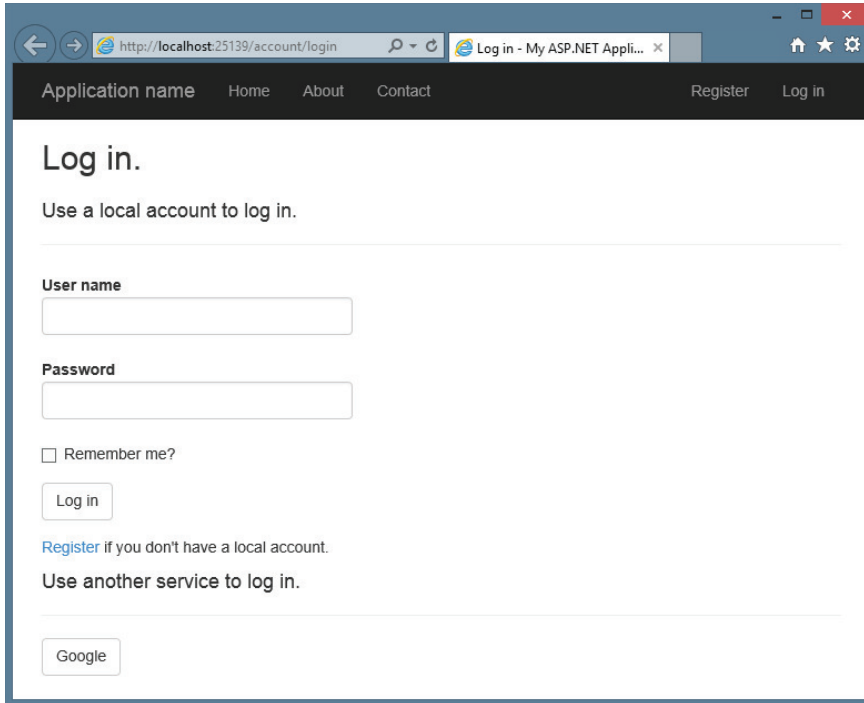 http://localhost:25139/account/login
Log in - My ASP.NET Appli...
Application name Home About Contact Register Log in
Log in.
Use a local account to log in.
User name
Password
Remember me?
Log in
Register if you don't have a local account.
Use another service to log in.
Google